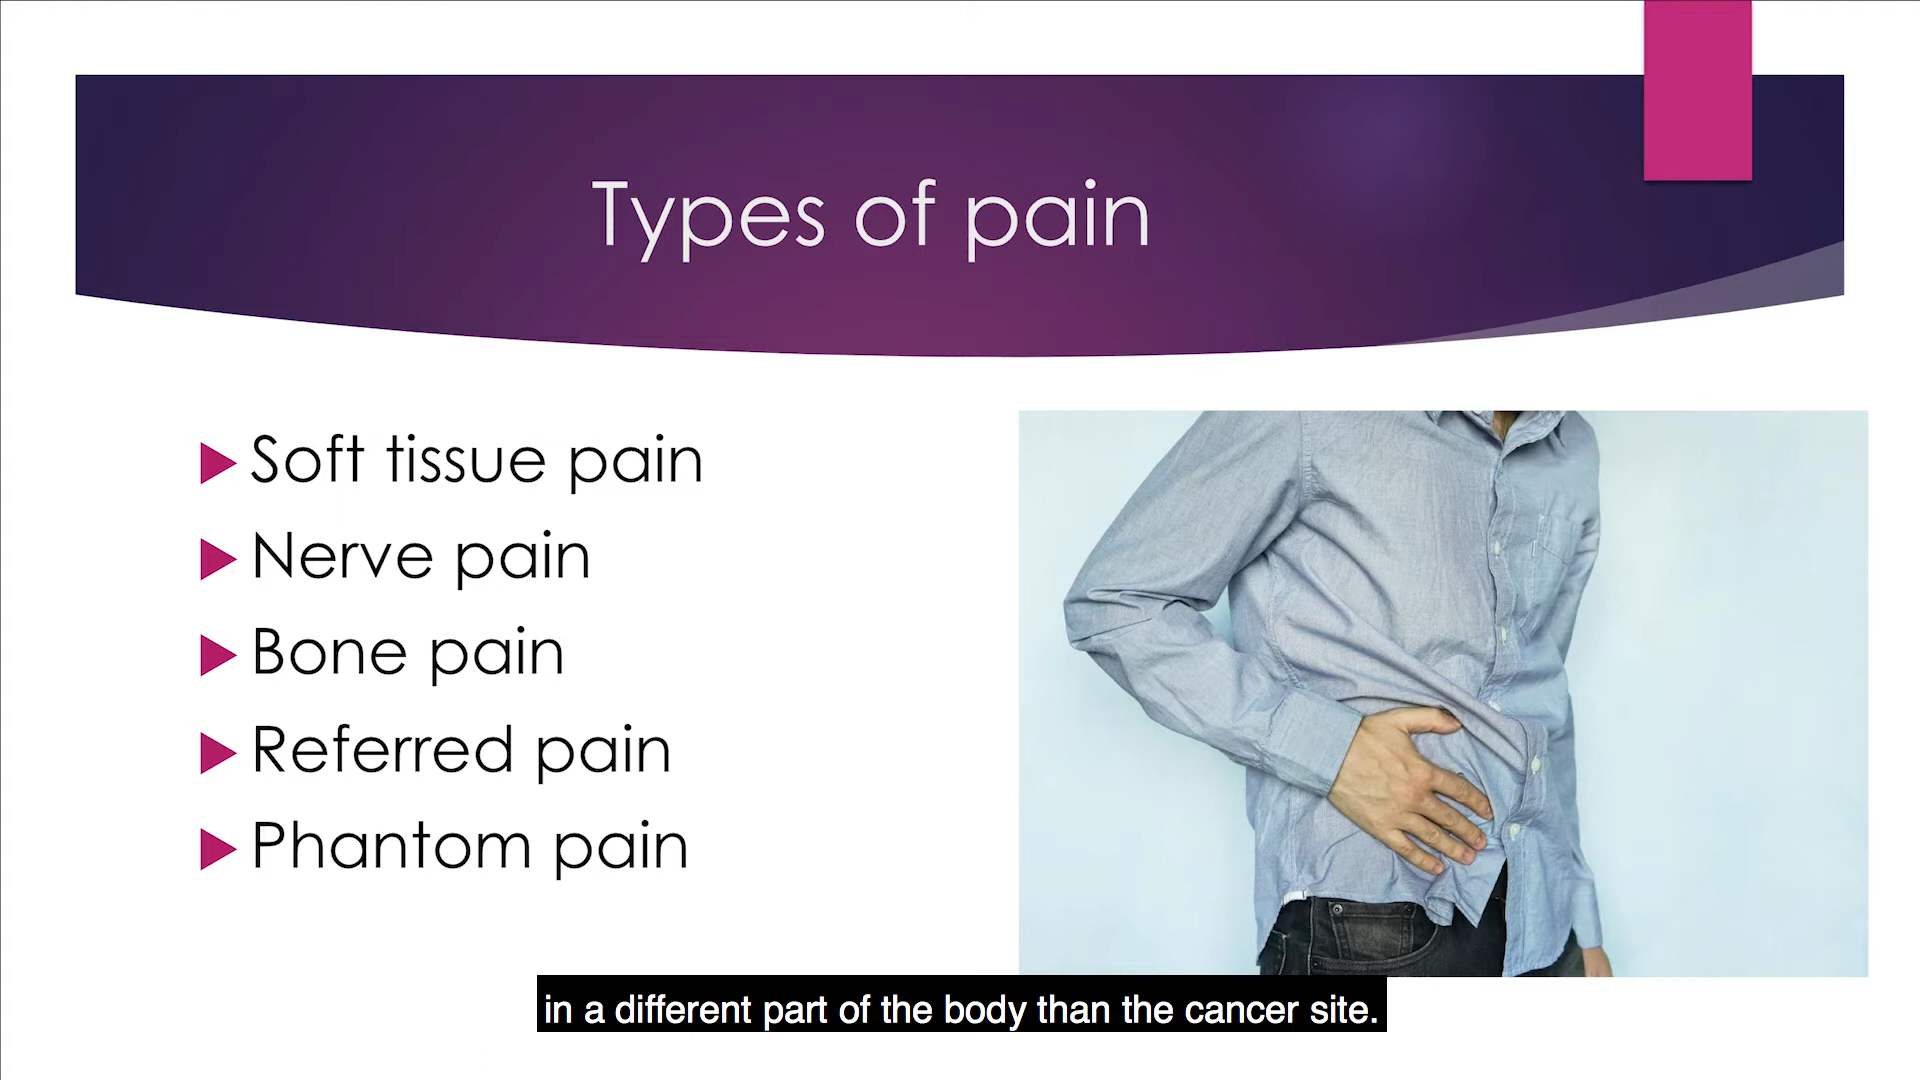 Types of pain
Soft tissue pain
Nerve pain
Bone pain
Referred pain
Phantom pain
in a different part of the body than the cancer site.